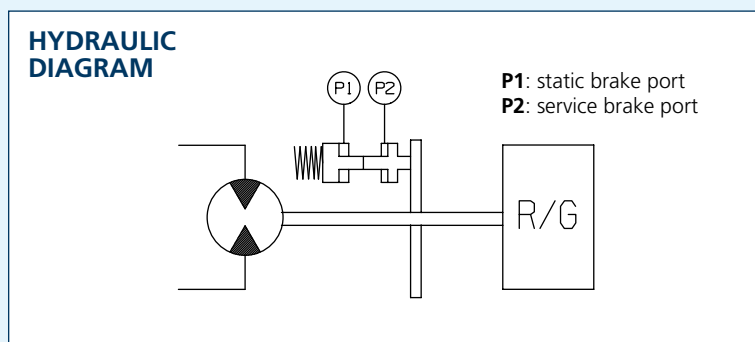 HYDRAULIC
DIAGRAM
P1 P2
P1: static brake port
P2: service brake port
R/G